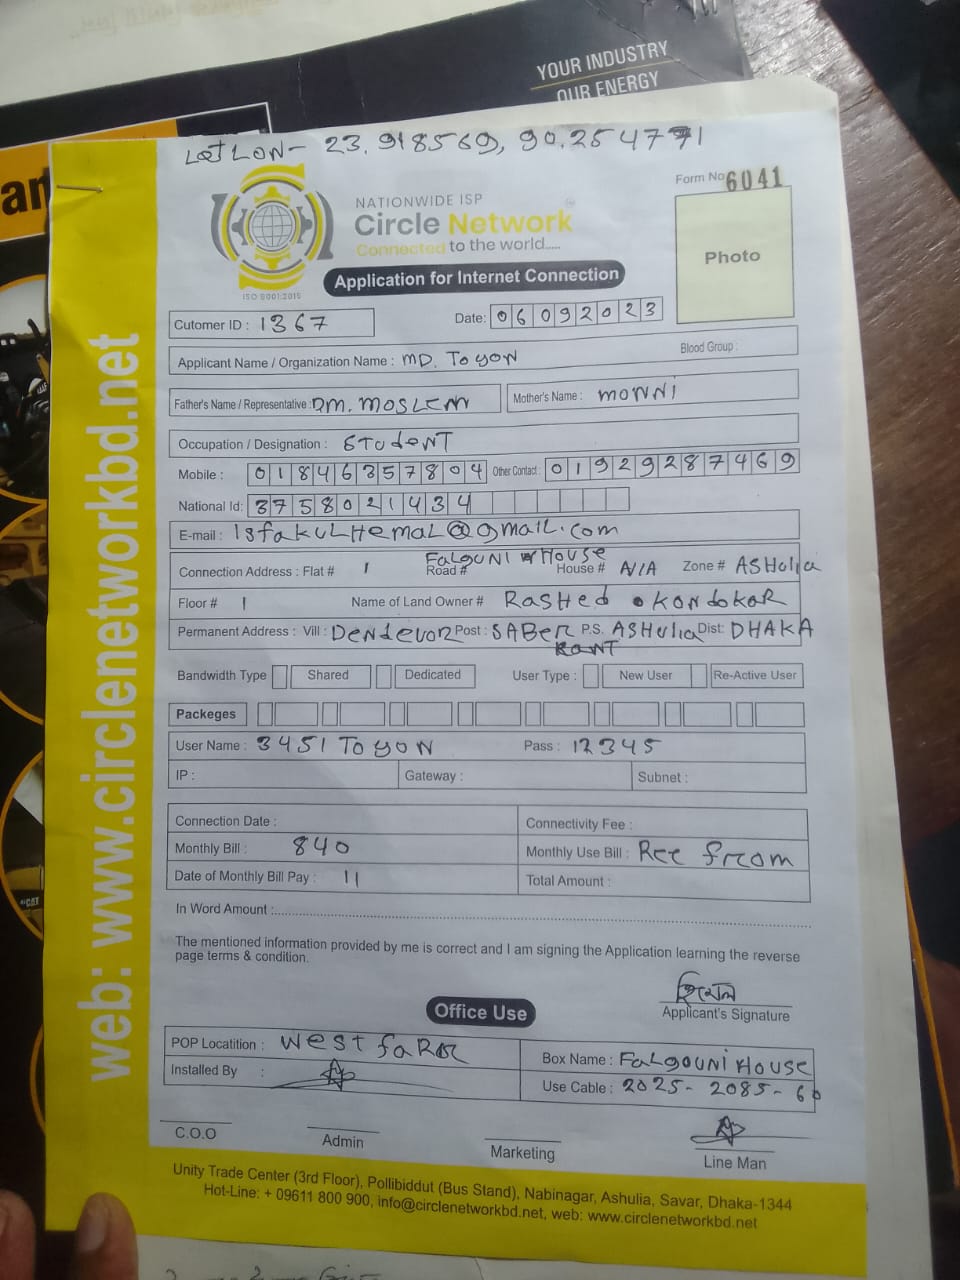 YOUR INDUSTRY
OUR ENERGY
an
Lat LON- 23.918569, 90.254771
Form No 6041
NATIONWIDE ISP
Circle Network
Connected to the world.....
ISO 9001:2015
Application for Internet Connection
Photo
Cutomer ID : 1367
Date: 06092023
Applicant Name / Organization Name : MD. ToyoN
Blood Group :
Father's Name / Representative : DM. MOSLEM
Mother's Name : MONNi
Occupation / Designation : STudeNT
Mobile : 01846357804 Other Contact : 01929287469
National Id: 3758021434
E-mail : isfakulHemal@gmail.com
Connection Address : Flat # 1 Road # FalgUNI HOUSE House # N/A Zone # ASHulia
Floor # 1 Name of Land Owner # RasHed KONdoKAR
Permanent Address : Vill : DeNdevoR Post : SABER P.S. ASHulia Dist: DHAKA
Bandwidth Type Shared Dedicated User Type : New User Re-Active User
Packeges
User Name : 3451 ToyoN Pass : 12345
IP : Gateway : Subnet :
Connection Date : Connectivity Fee :
Monthly Bill : 840 Monthly Use Bill : Ree from
Date of Monthly Bill Pay : 11 Total Amount :
In Word Amount :
The mentioned information provided by me is correct and I am signing the Application learning the reverse
page terms & condition.
হিমেল
Applicant's Signature
Office Use
POP Locatition : West
Box Name : FalgOUNi HOUSE
Installed By :
Use Cable : 2025- 2085- 60
C.O.O Admin Marketing Line Man
Unity Trade Center (3rd Floor), Pollibiddut (Bus Stand), Nabinagar, Ashulia, Savar, Dhaka-1344
Hot-Line: + 09611 800 900, info@circlenetworkbd.net, web: www.circlenetworkbd.net
web: www.circlenetworkbd.net
CAT